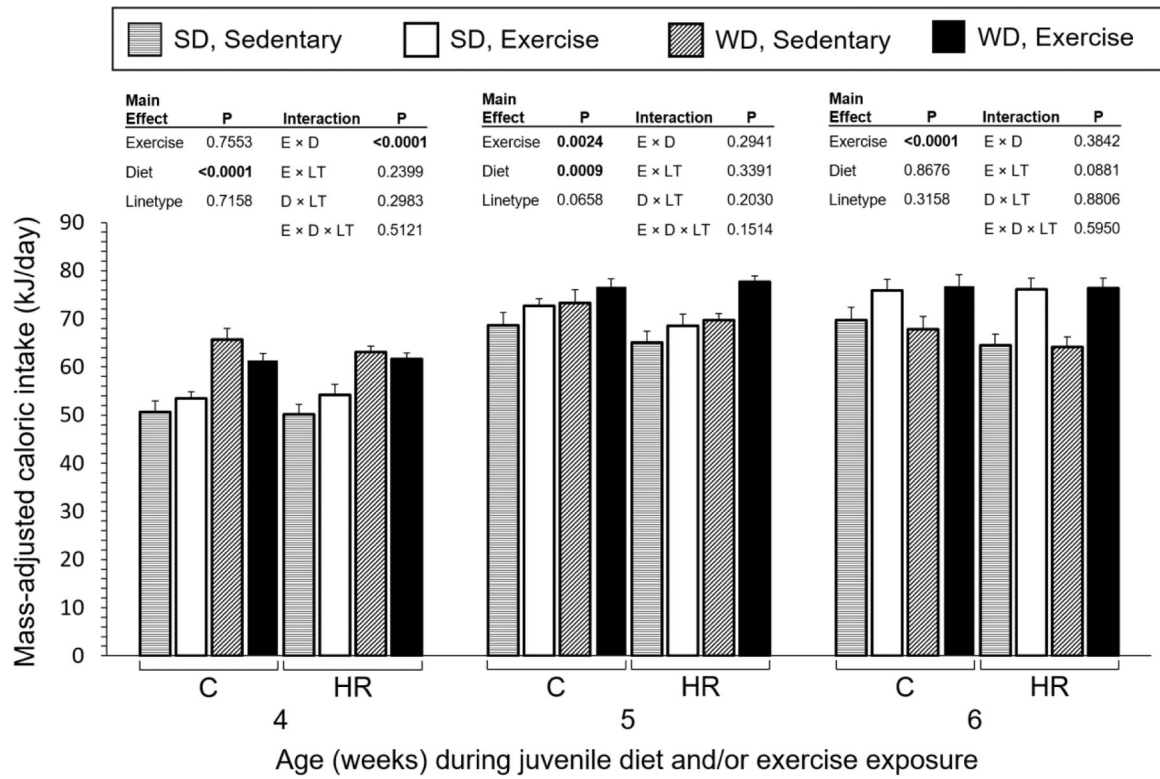 SD, Sedentary SD, Exercise WD, Sedentary WD, Exercise
Main
Effect P Interaction P
Exercise 0.7553 E × D <0.0001
Diet <0.0001 E × LT 0.2399
Linetype 0.7158 D × LT 0.2983
E × D × LT 0.5121
Main
Effect P Interaction P
Exercise 0.0024 E × D 0.2941
Diet 0.0009 E × LT 0.3391
Linetype 0.0658 D × LT 0.2030
E × D × LT 0.1514
Main
Effect P Interaction P
Exercise <0.0001 E × D 0.3842
Diet 0.8676 E × LT 0.0881
Linetype 0.3158 D × LT 0.8806
E × D × LT 0.5950
Mass-adjusted caloric intake (kJ/day)
90
80
70
60
50
40
30
20
10
0
C HR C HR C HR
4 5 6
Age (weeks) during juvenile diet and/or exercise exposure